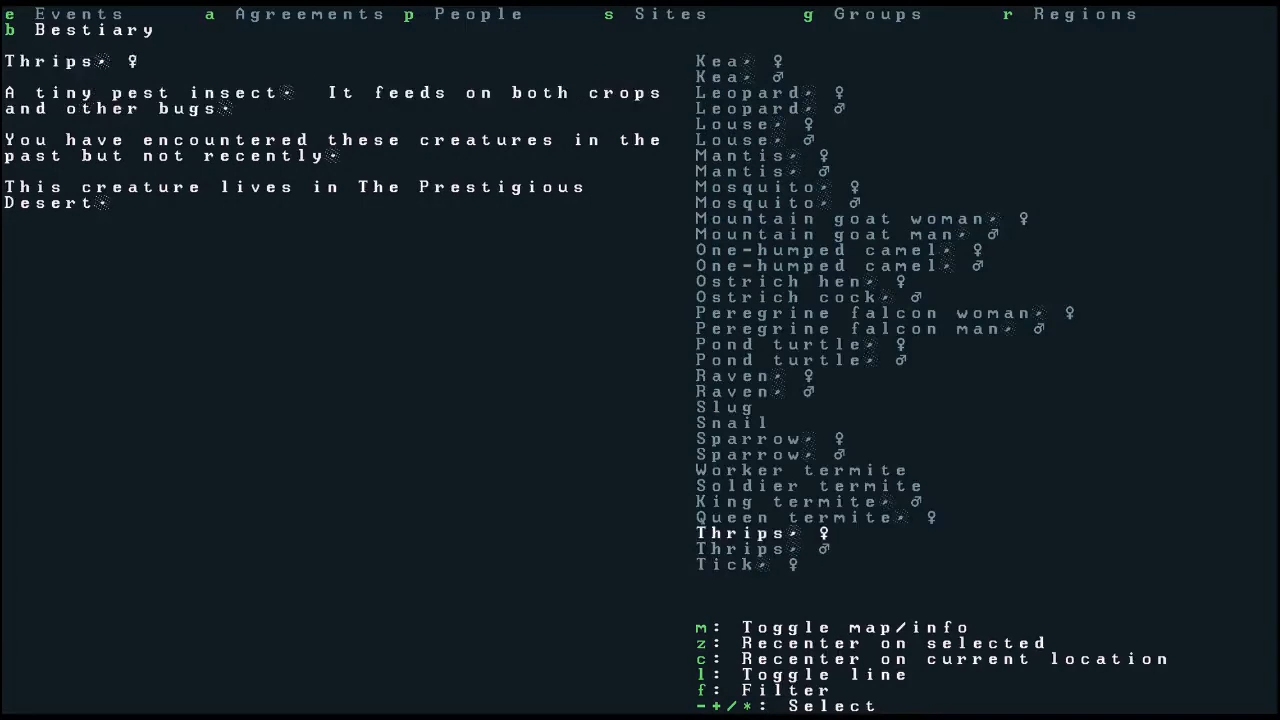 e Events a Agreements p People s Sites g Groups r Regions
b Bestiary
Thrips, ♀
A tiny pest insect. It feeds on both crops
and other bugs.
You have encountered these creatures in the
past but not recently.
This creature lives in The Prestigious
Desert.
Kea, ♀
Kea, ♂
Leopard, ♀
Leopard, ♂
Louse, ♀
Louse, ♂
Mantis, ♀
Mantis, ♂
Mosquito, ♀
Mosquito, ♂
Mountain goat woman, ♀
Mountain goat man, ♂
One-humped camel, ♀
One-humped camel, ♂
Ostrich hen, ♀
Ostrich cock, ♂
Peregrine falcon woman, ♀
Peregrine falcon man, ♂
Pond turtle, ♀
Pond turtle, ♂
Raven, ♀
Raven, ♂
Slug
Snail
Sparrow, ♀
Sparrow, ♂
Worker termite
Soldier termite
King termite, ♂
Queen termite, ♀
Thrips, ♀
Thrips, ♂
Tick, ♀
m: Toggle map/info
z: Recenter on selected
c: Recenter on current location
l: Toggle line
f: Filter
-+/*: Select